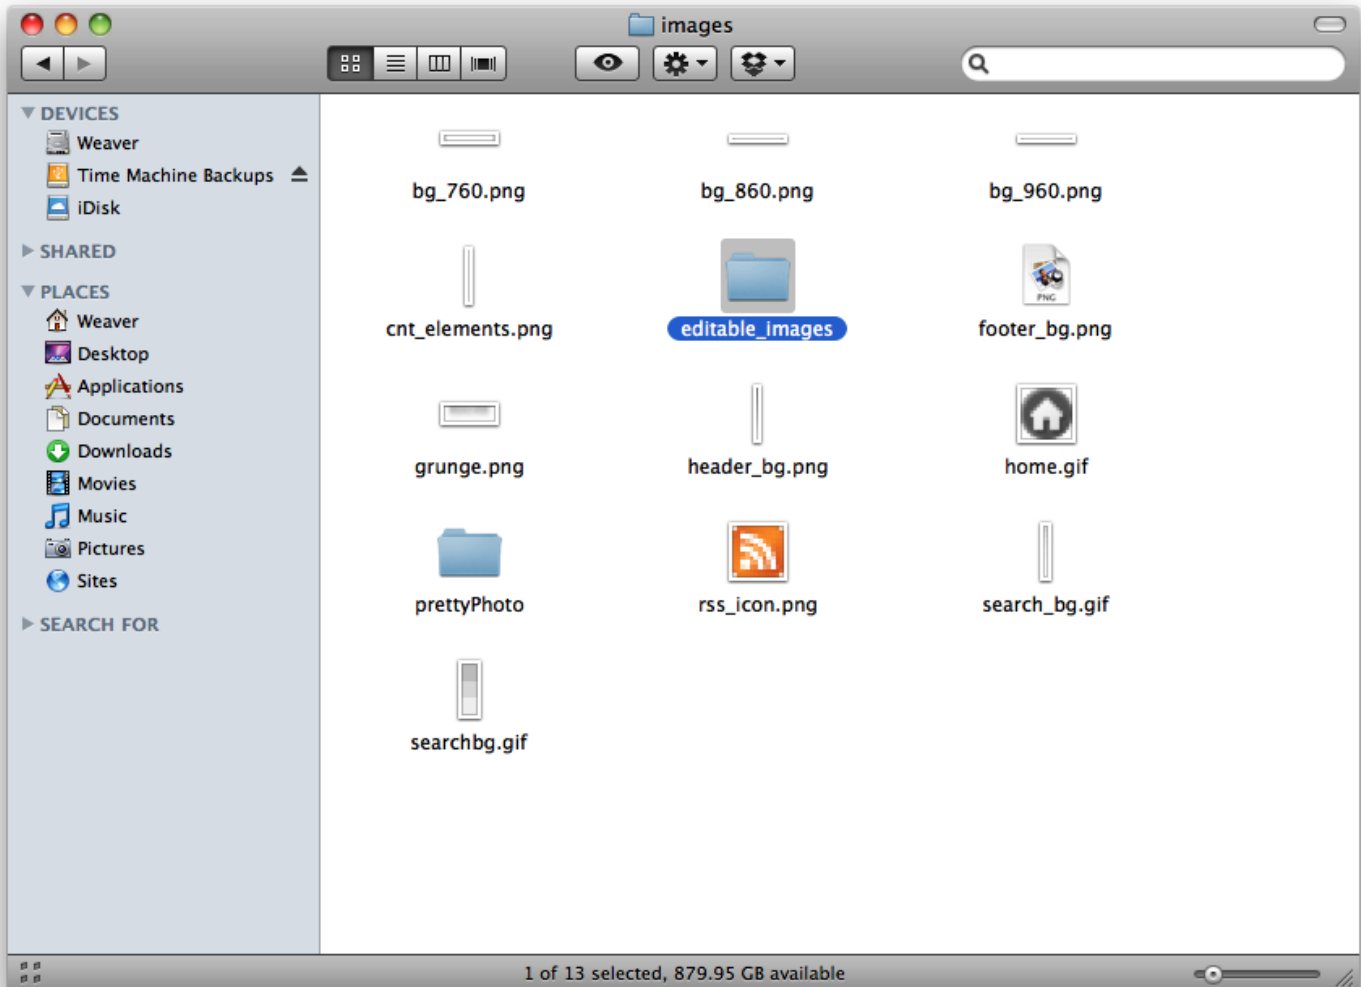 images
DEVICES
Weaver
Time Machine Backups
iDisk
SHARED
PLACES
Weaver
Desktop
Applications
Documents
Downloads
Movies
Music
Pictures
Sites
SEARCH FOR
bg_760.png bg_860.png bg_960.png
PNG
cnt_elements.png editable_images footer_bg.png
grunge.png header_bg.png home.gif
prettyPhoto rss_icon.png search_bg.gif
searchbg.gif
1 of 13 selected, 879.95 GB available